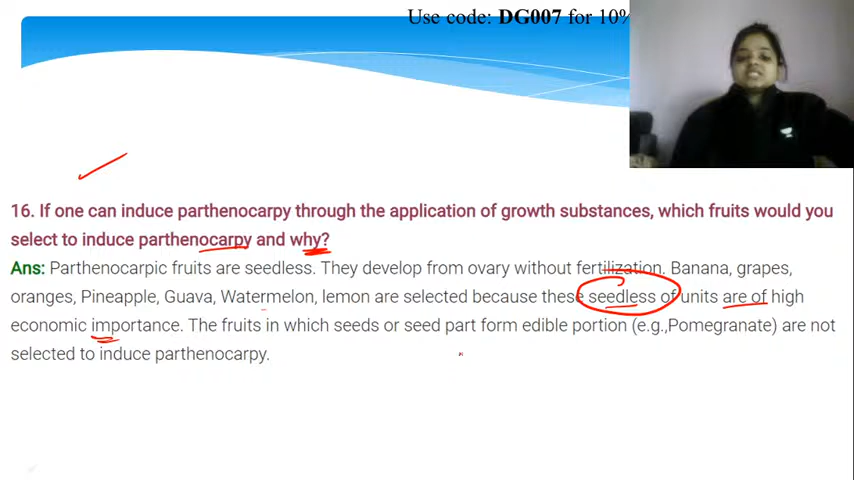 Use code: DG007 for 10%
16. If one can induce parthenocarpy through the application of growth substances, which fruits would you
select to induce parthenocarpy and why?
Ans: Parthenocarpic fruits are seedless. They develop from ovary without fertilization. Banana, grapes,
oranges, Pineapple, Guava, Watermelon, lemon are selected because these seedless of units are of high
economic importance. The fruits in which seeds or seed part form edible portion (e.g.,Pomegranate) are not
selected to induce parthenocarpy.